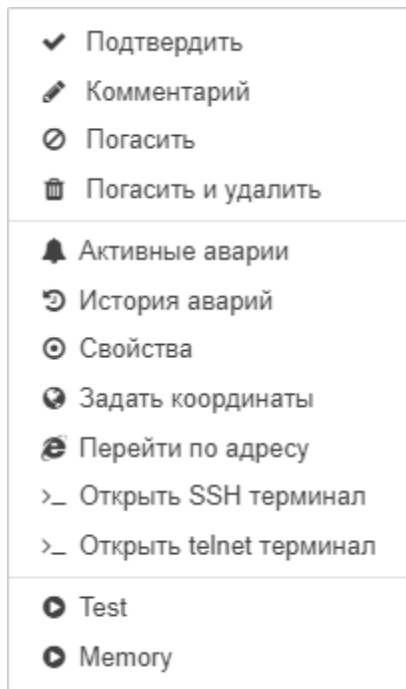 Подтвердить
Комментарий
Погасить
Погасить и удалить
Активные аварии
История аварий
Свойства
Задать координаты
Перейти по адресу
Открыть SSH терминал
Открыть telnet терминал
Test
Memory